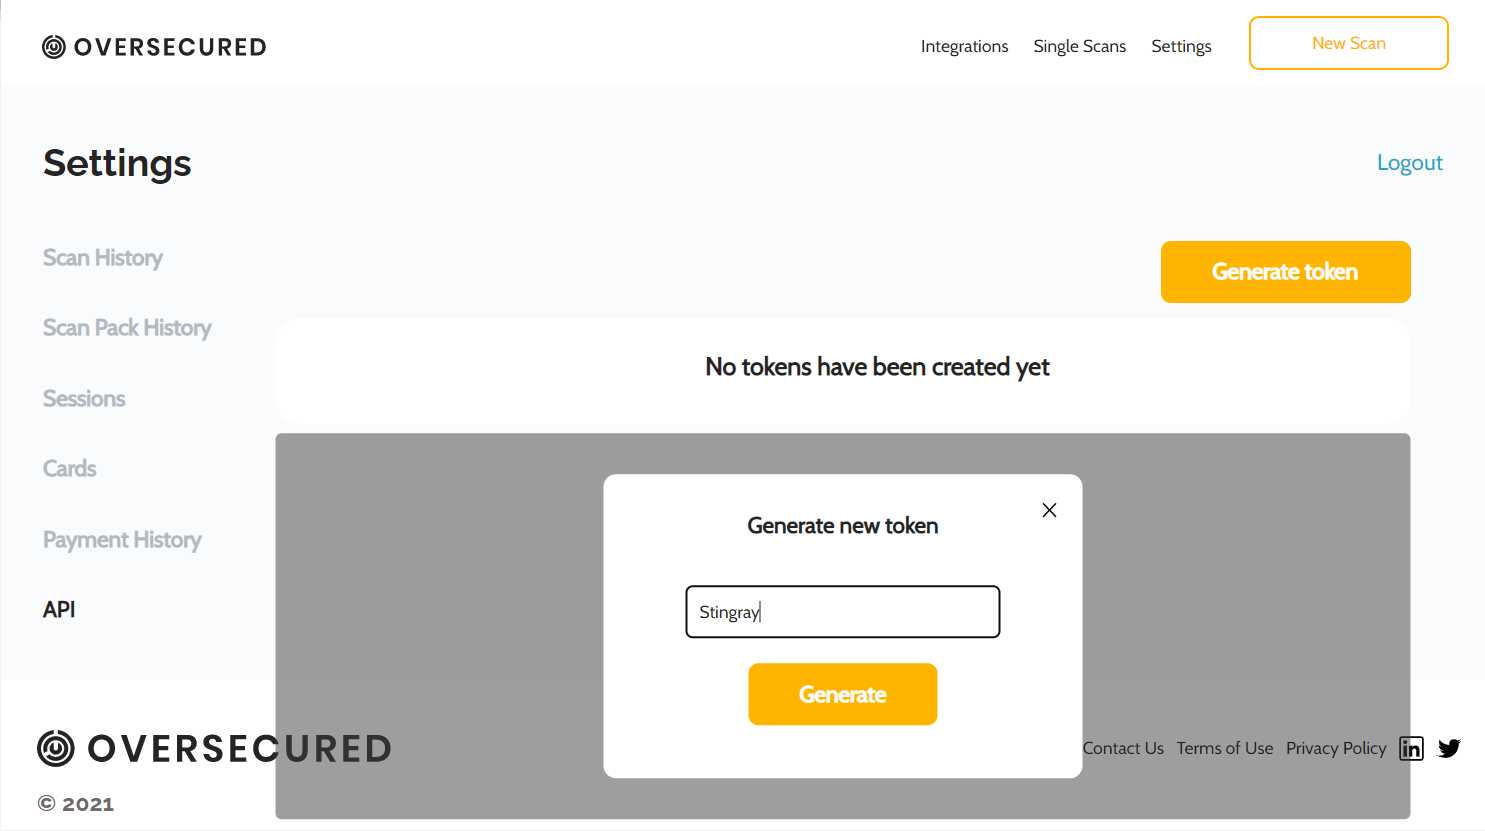 OVERSECURED
Integrations Single Scans Settings New Scan
Settings
Logout
Scan History
Generate token
Scan Pack History
No tokens have been created yet
Sessions
Cards
Payment History
API
Generate new token
Stingray
Generate
OVERSECURED
Contact Us Terms of Use Privacy Policy in
© 2021